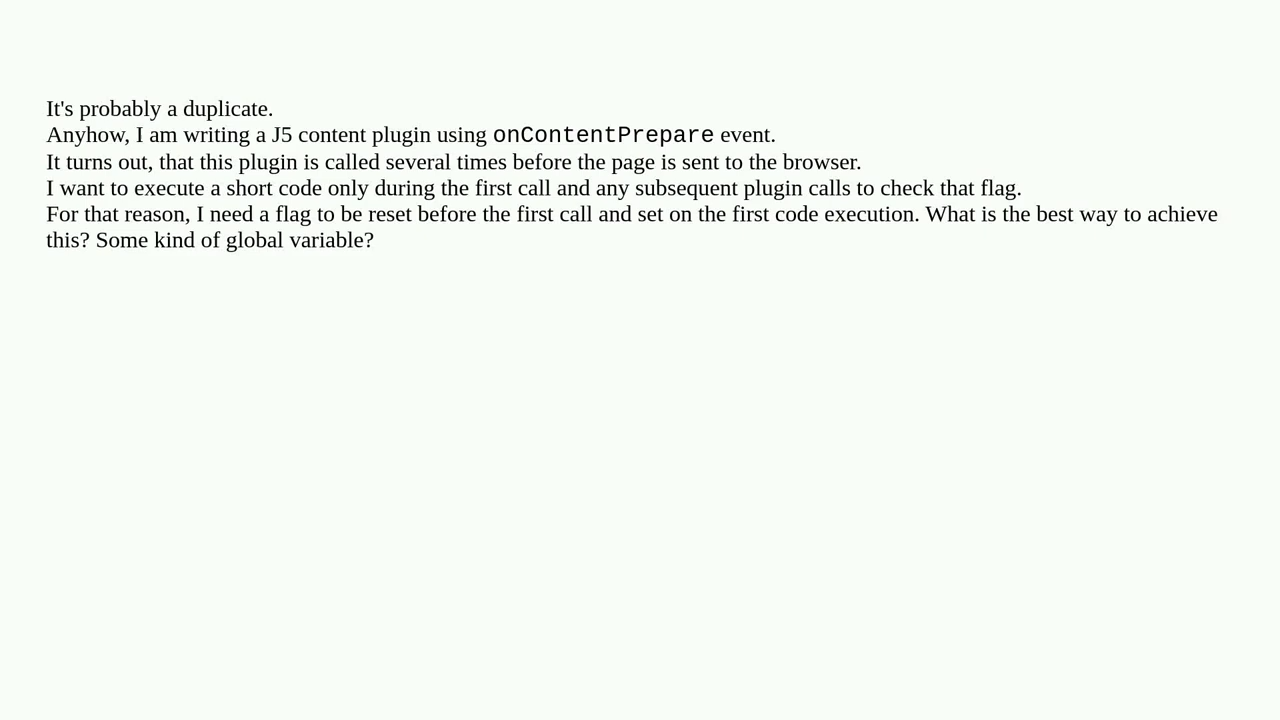 It's probably a duplicate.
Anyhow, I am writing a J5 content plugin using onContentPrepare event.
It turns out, that this plugin is called several times before the page is sent to the browser.
I want to execute a short code only during the first call and any subsequent plugin calls to check that flag.
For that reason, I need a flag to be reset before the first call and set on the first code execution. What is the best way to achieve
this? Some kind of global variable?